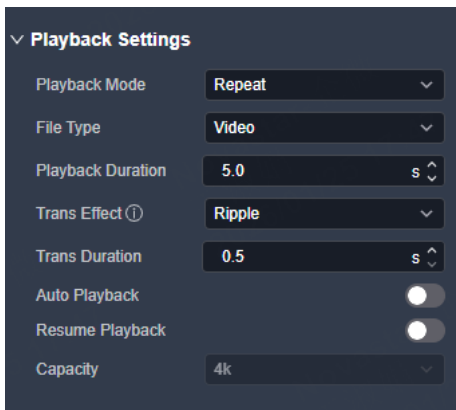 Playback Settings
Playback Mode Repeat
File Type Video
Playback Duration 5.0 s
Trans Effect Ripple
Trans Duration 0.5 s
Auto Playback
Resume Playback
Capacity 4k